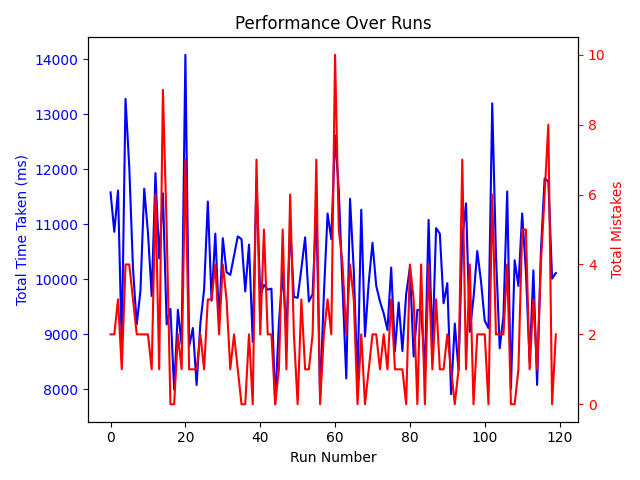 Performance Over Runs
Total Time Taken (ms)
14000
13000
12000
11000
10000
9000
8000
10
8
6
4
2
0
Total Mistakes
0 20 40 60 80 100 120
Run Number